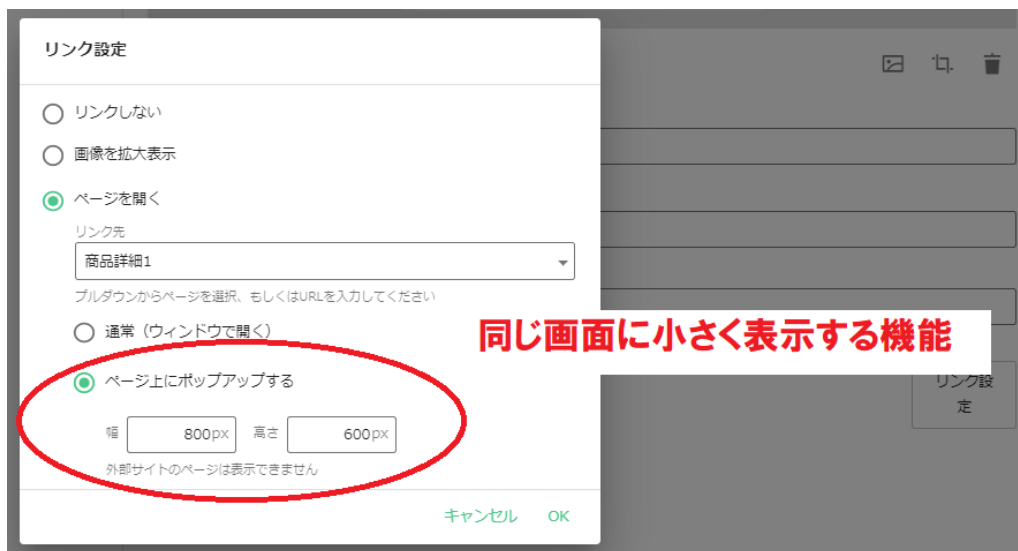 リンク設定
リンクしない
画像を拡大表示
ページを開く
リンク先
商品詳細1
プルダウンからページを選択、もしくはURLを入力してください
通常（ウィンドウで開く）
同じ画面に小さく表示する機能
ページ上にポップアップする
リンク設
定
幅 800px 高さ 600px
外部サイトのページは表示できません
キャンセル OK